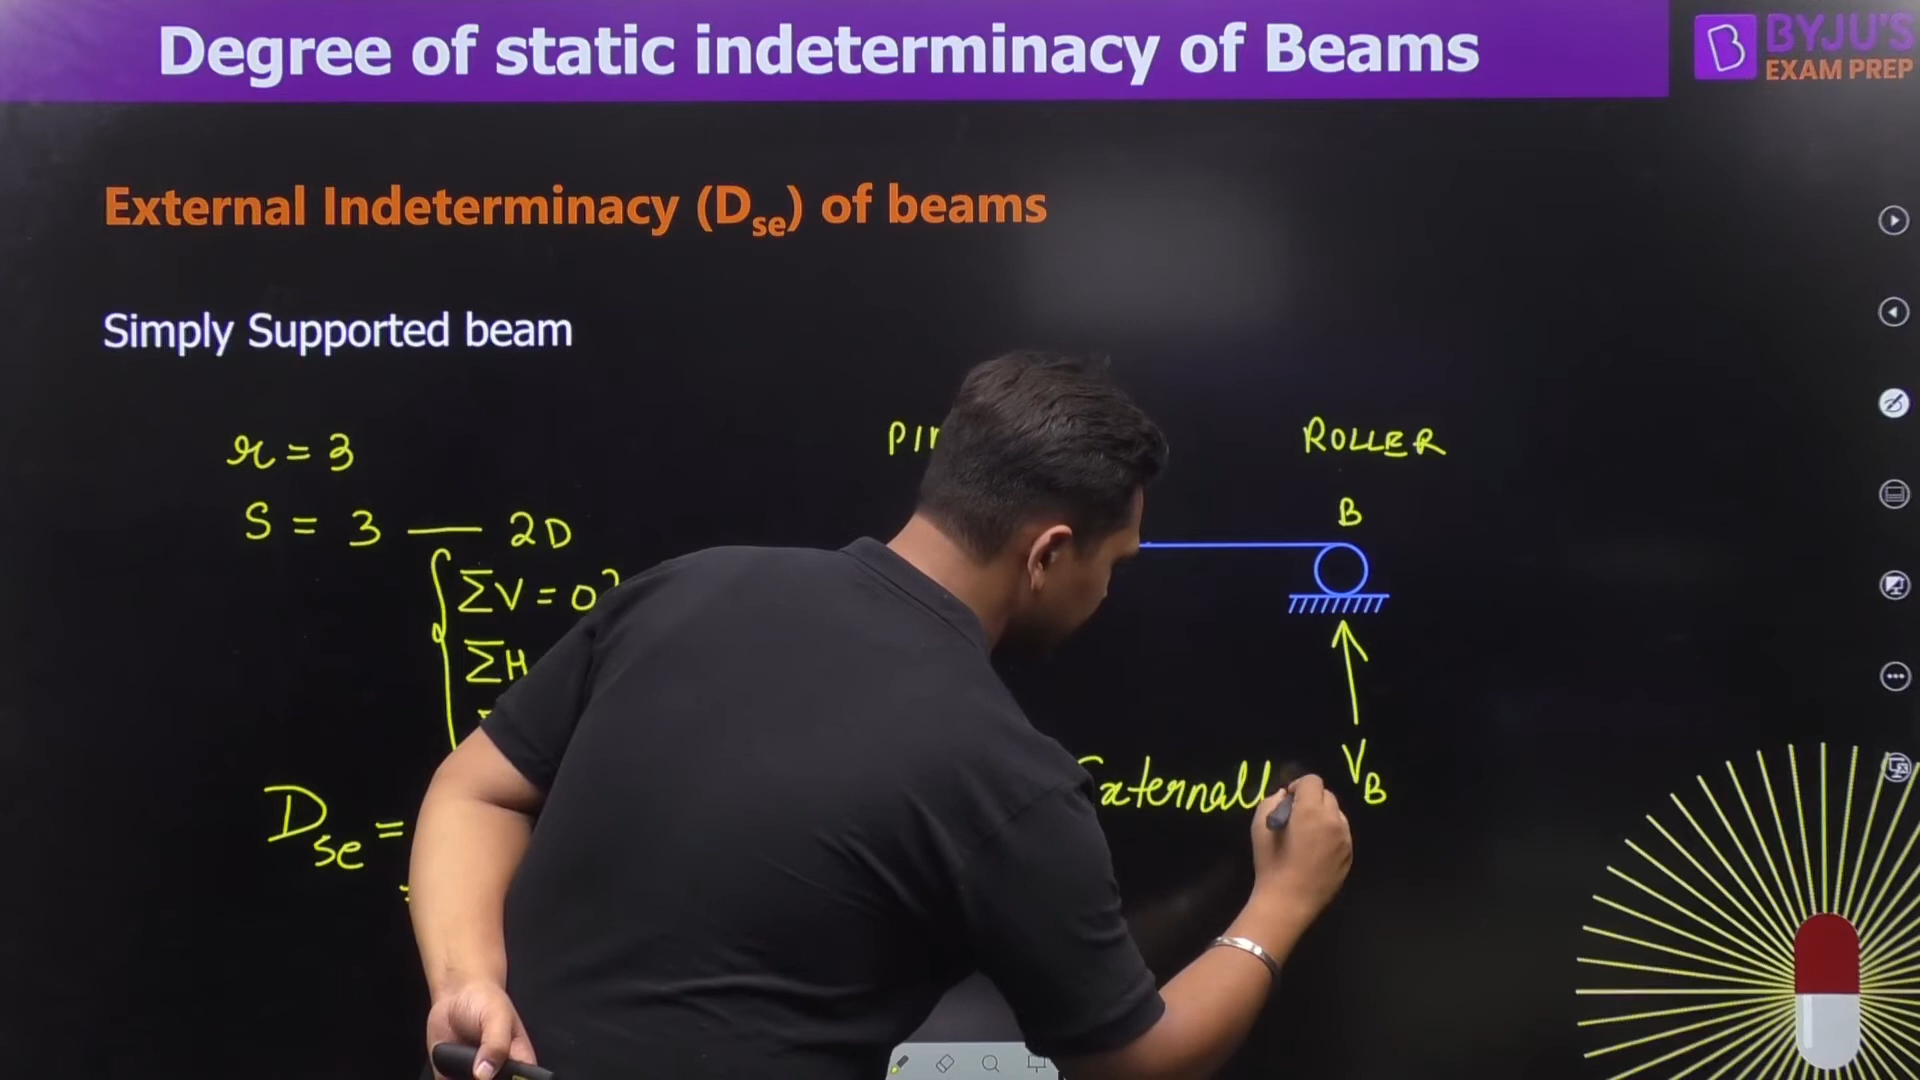 Degree of static indeterminacy of Beams
BYJU'S
EXAM PREP
External Indeterminacy (Dse) of beams
Simply Supported beam
r = 3
S = 3 — 2D
ΣV = 0
ΣH
Dse =
=
PI
ROLLER
B
VB
Externall